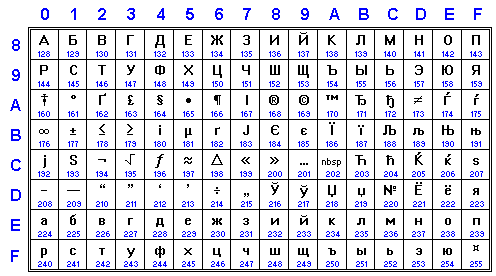 0 1 2 3 4 5 6 7 8 9 A B C D E F
8 А Б В Г Д Е Ж З И Й К Л М Н О П
128 129 130 131 132 133 134 135 136 137 138 139 140 141 142 143
9 Р С Т У Ф Х Ц Ч Ш Щ Ъ Ы Ь Э Ю Я
144 145 146 147 148 149 150 151 152 153 154 155 156 157 158 159
A † ° Ґ £ § • ¶ І ® © ™ Ђ ђ ≠ Ѓ ѓ
160 161 162 163 164 165 166 167 168 169 170 171 172 173 174 175
B ∞ ± ≤ ≥ і µ ґ Ј Є є Ї ї Љ љ Њ њ
176 177 178 179 180 181 182 183 184 185 186 187 188 189 190 191
C ј Ѕ ¬ √ ƒ ≈ ∆ « » … nbsp Ћ ћ Ќ ќ ѕ
192 193 194 195 196 197 198 199 200 201 202 203 204 205 206 207
D – — “ ” ‘ ’ ÷ „ Ў ў Џ џ № Ё ё я
208 209 210 211 212 213 214 215 216 217 218 219 220 221 222 223
E а б в г д е ж з и й к л м н о п
224 225 226 227 228 229 230 231 232 233 234 235 236 237 238 239
F р с т у ф х ц ч ш щ ъ ы ь э ю ¤
240 241 242 243 244 245 246 247 248 249 250 251 252 253 254 255